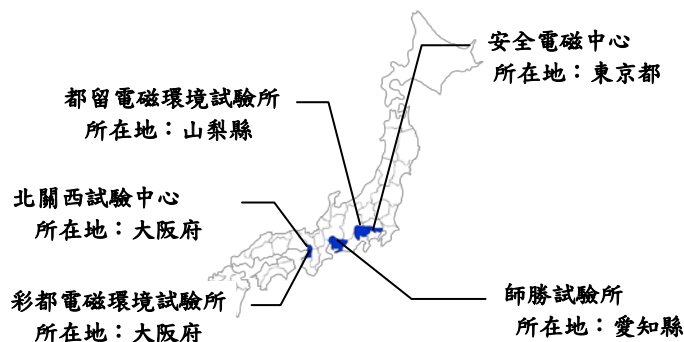 安全電磁中心
所在地：東京都
都留電磁環境試驗所
所在地：山梨縣
北關西試驗中心
所在地：大阪府
彩都電磁環境試驗所
所在地：大阪府
師勝試驗所
所在地：愛知縣